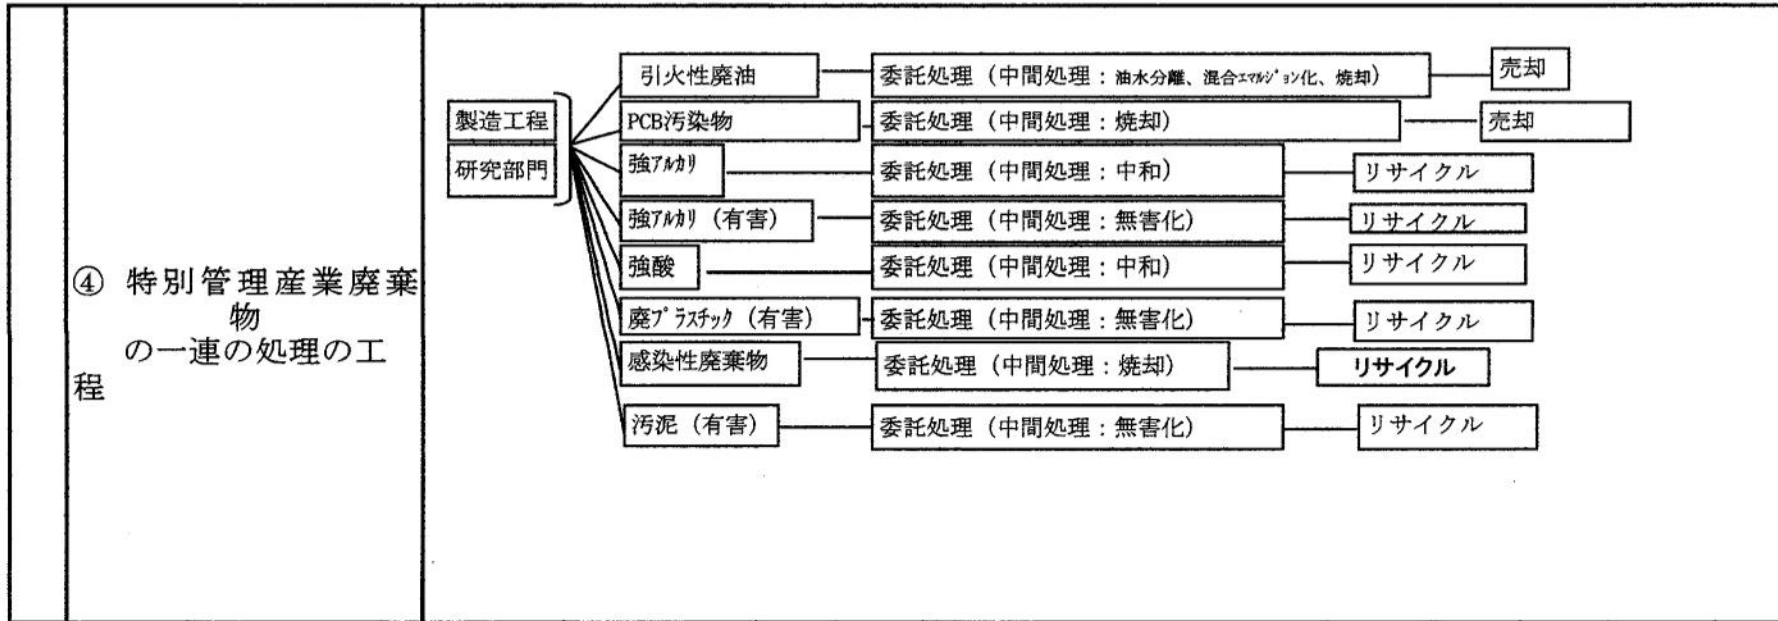 ④ 特別管理産業廃棄
物
の一連の処理の工
程
製造工程
研究部門
引火性廃油 委託処理（中間処理：油水分離、混合ｴﾏﾙｼﾞｮﾝ化、焼却） 売却
PCB汚染物 委託処理（中間処理：焼却） 売却
強ｱﾙｶﾘ 委託処理（中間処理：中和） リサイクル
強ｱﾙｶﾘ（有害） 委託処理（中間処理：無害化） リサイクル
強酸 委託処理（中間処理：中和） リサイクル
廃ﾌﾟﾗｽﾁｯｸ（有害） 委託処理（中間処理：無害化） リサイクル
感染性廃棄物 委託処理（中間処理：焼却） リサイクル
汚泥（有害） 委託処理（中間処理：無害化） リサイクル